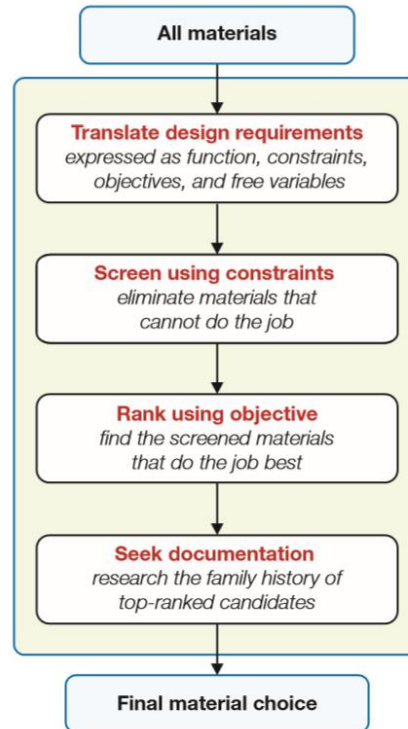 All materials
Translate design requirements
expressed as function, constraints,
objectives, and free variables
Screen using constraints
eliminate materials that
cannot do the job
Rank using objective
find the screened materials
that do the job best
Seek documentation
research the family history of
top-ranked candidates
Final material choice